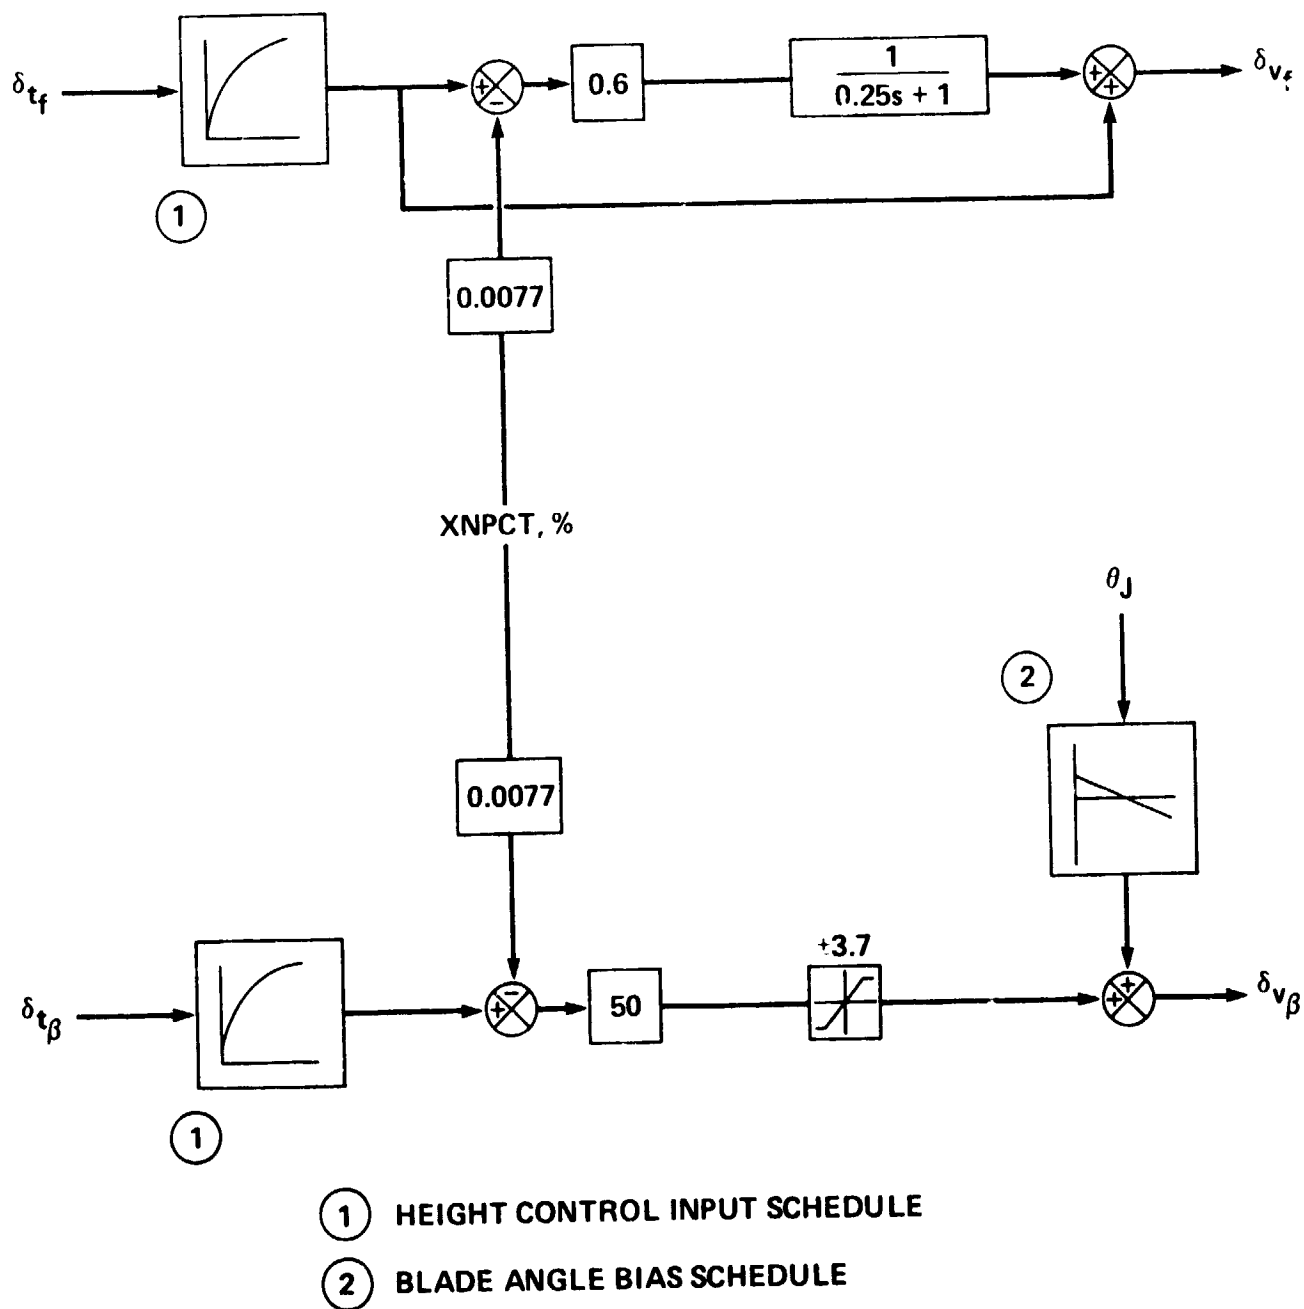 δtf
0.6
1
0.25s + 1
δvf
+
−
+
+
1
0.0077
XNPCT, %
θJ
2
0.0077
±3.7
δtβ
−
+
50
+
+
δvβ
1
1 HEIGHT CONTROL INPUT SCHEDULE
2 BLADE ANGLE BIAS SCHEDULE